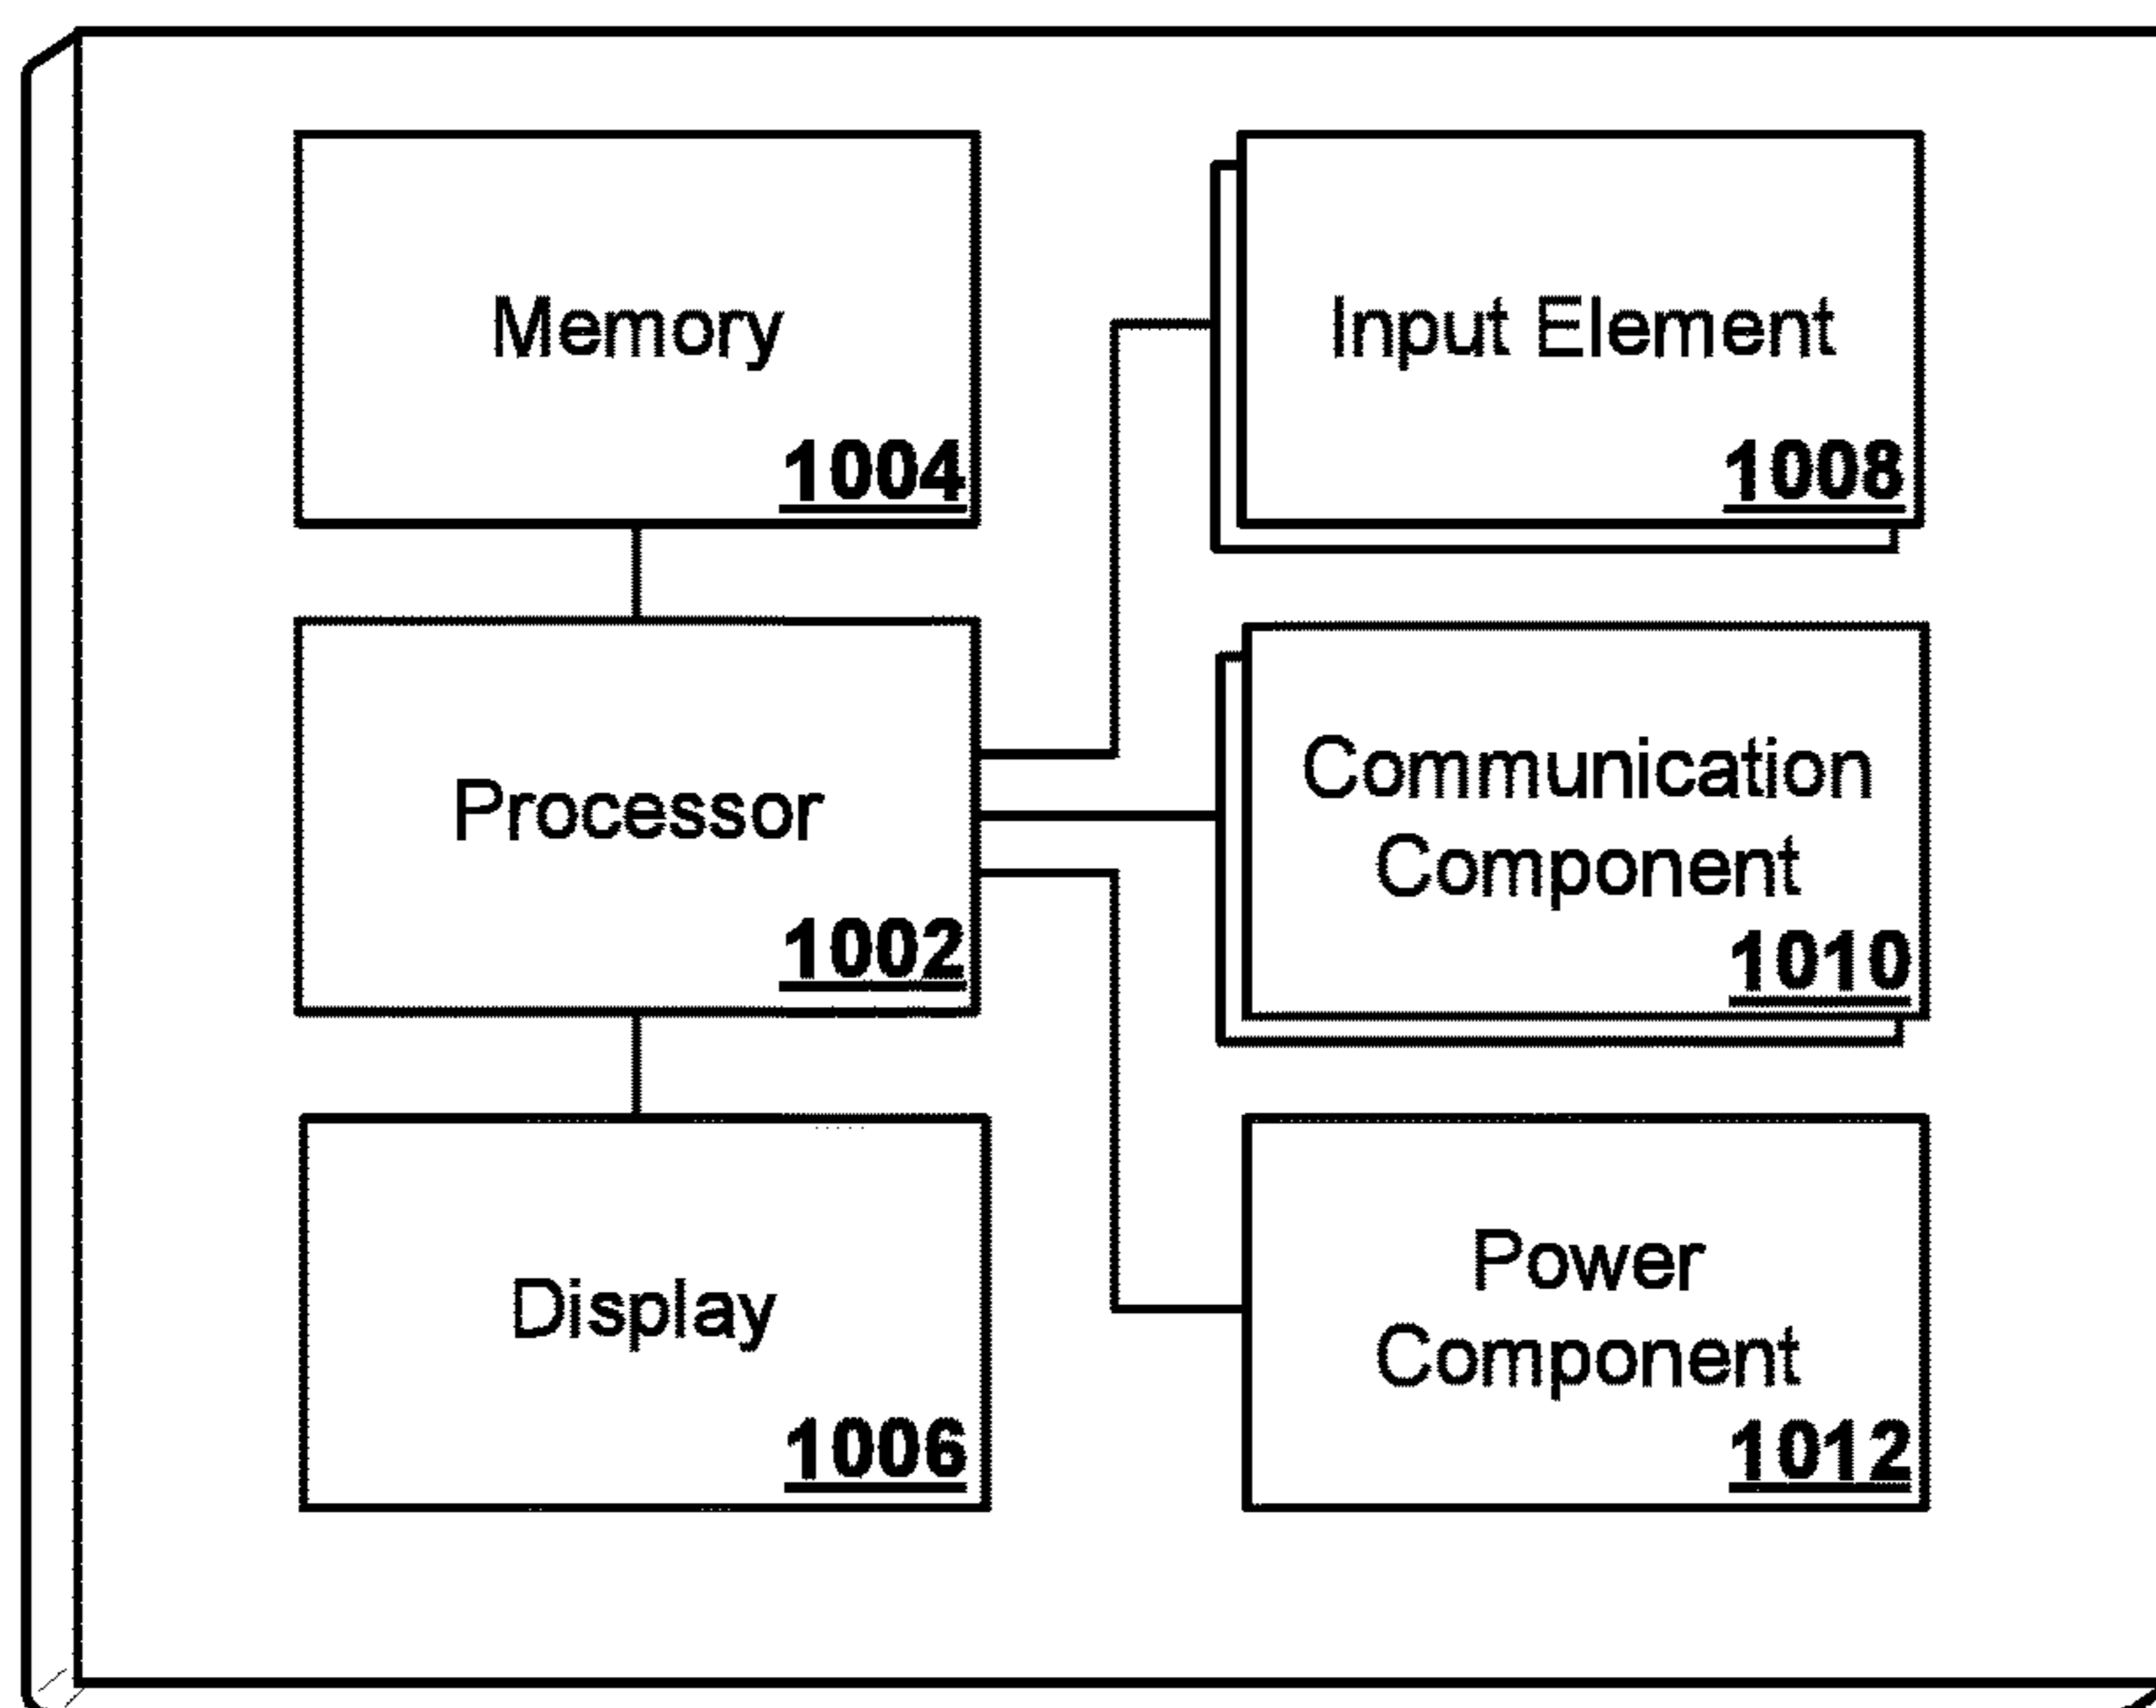 Memory
1004
Input Element
1008
Processor
1002
Communication
Component
1010
Display
1006
Power
Component
1012